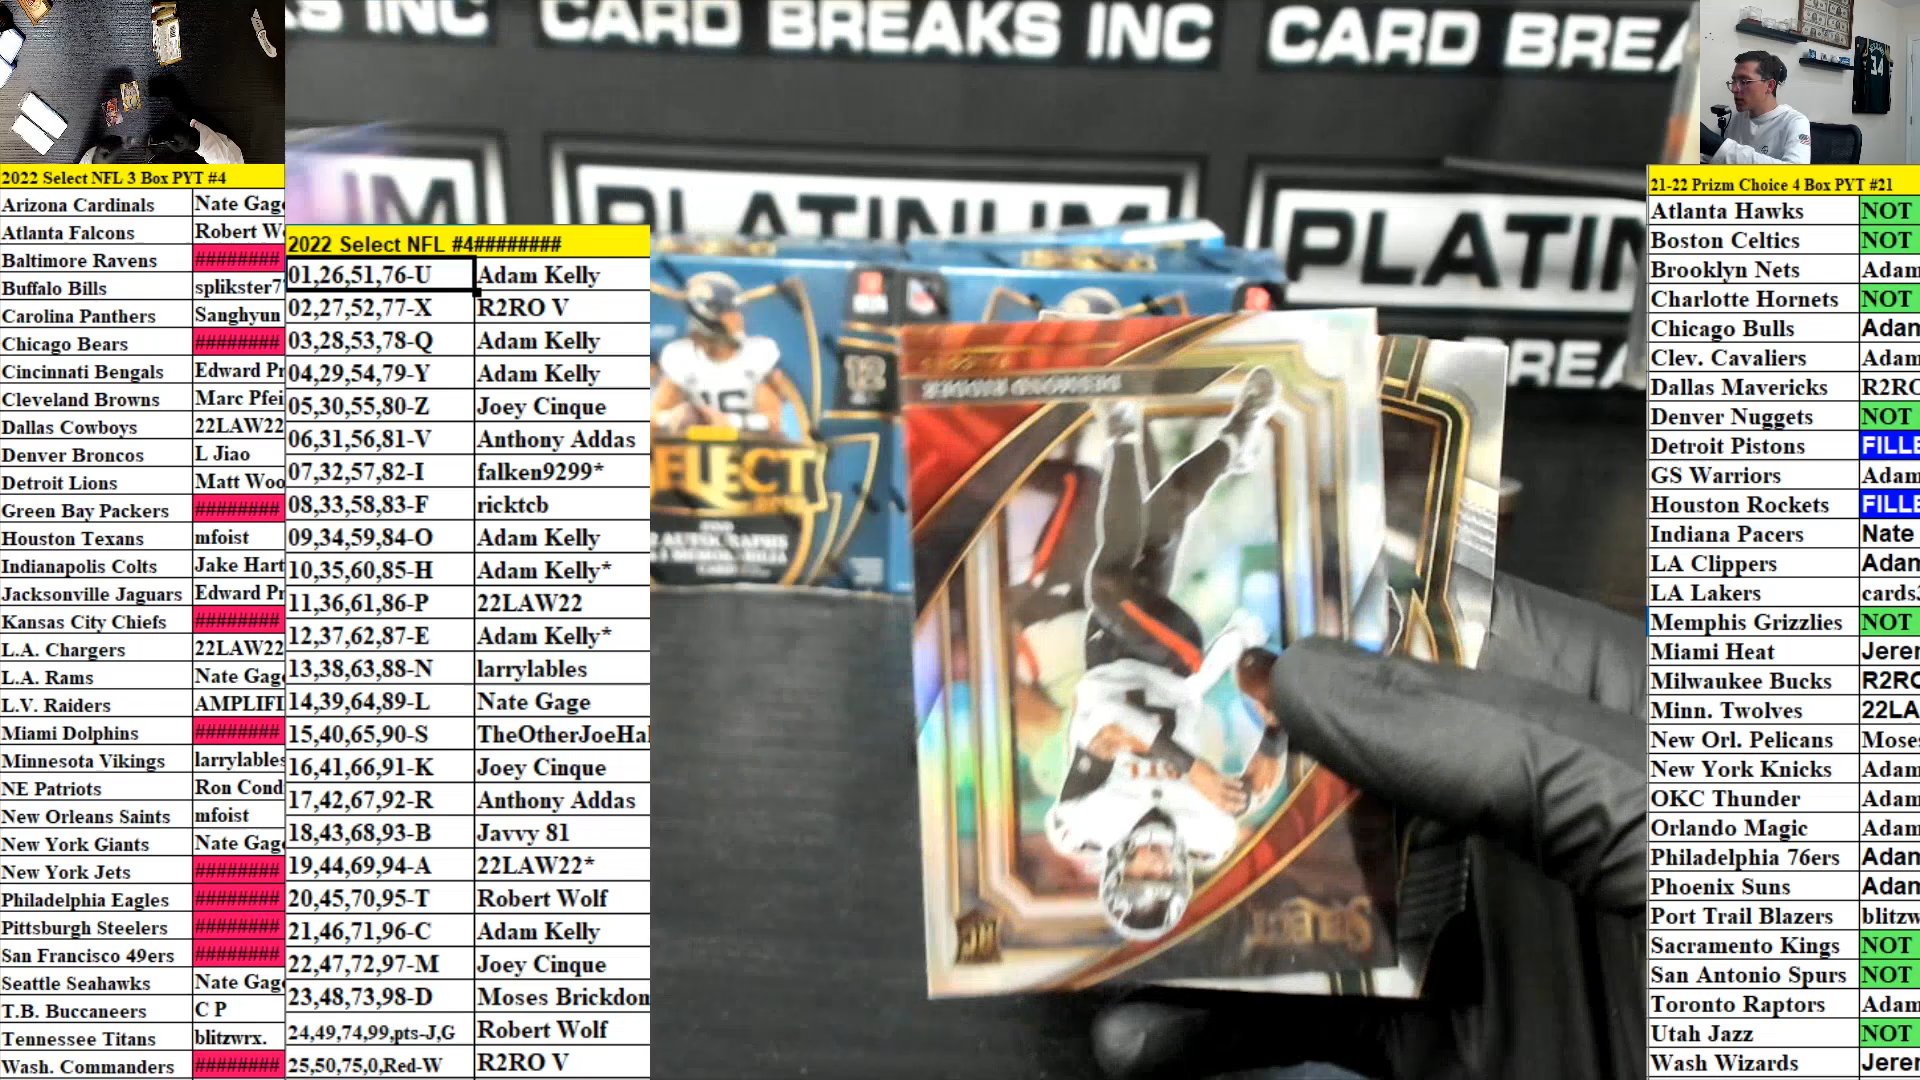 KS INC
CARD BREAKS INC
CARD BREA
PLATINUM
PLATIN
REA
34
2022 Select NFL 3 Box PYT #4
Arizona Cardinals Nate Gag
Atlanta Falcons Robert W
Baltimore Ravens ########
Buffalo Bills splikster7
Carolina Panthers Sanghyun
Chicago Bears ########
Cincinnati Bengals Edward Pr
Cleveland Browns Marc Pfei
Dallas Cowboys 22LAW22
Denver Broncos L Jiao
Detroit Lions Matt Woo
Green Bay Packers ########
Houston Texans mfoist
Indianapolis Colts Jake Hart
Jacksonville Jaguars Edward Pr
Kansas City Chiefs ########
L.A. Chargers 22LAW22
L.A. Rams Nate Gag
L.V. Raiders AMPLIFI
Miami Dolphins ########
Minnesota Vikings larrylables
NE Patriots Ron Cond
New Orleans Saints mfoist
New York Giants Nate Gag
New York Jets ########
Philadelphia Eagles ########
Pittsburgh Steelers ########
San Francisco 49ers ########
Seattle Seahawks Nate Gag
T.B. Buccaneers C P
Tennessee Titans blitzwrx.
Wash. Commanders ########
2022 Select NFL #4########
01,26,51,76-U Adam Kelly
02,27,52,77-X R2RO V
03,28,53,78-Q Adam Kelly
04,29,54,79-Y Adam Kelly
05,30,55,80-Z Joey Cinque
06,31,56,81-V Anthony Addas
07,32,57,82-I falken9299*
08,33,58,83-F ricktcb
09,34,59,84-O Adam Kelly
10,35,60,85-H Adam Kelly*
11,36,61,86-P 22LAW22
12,37,62,87-E Adam Kelly*
13,38,63,88-N larrylables
14,39,64,89-L Nate Gage
15,40,65,90-S TheOtherJoeHal
16,41,66,91-K Joey Cinque
17,42,67,92-R Anthony Addas
18,43,68,93-B Javvy 81
19,44,69,94-A 22LAW22*
20,45,70,95-T Robert Wolf
21,46,71,96-C Adam Kelly
22,47,72,97-M Joey Cinque
23,48,73,98-D Moses Brickdon
24,49,74,99,pts-J,G Robert Wolf
25,50,75,0,Red-W R2RO V
12
ELECT
SELECT
RC
21-22 Prizm Choice 4 Box PYT #21
Atlanta Hawks NOT
Boston Celtics NOT
Brooklyn Nets Adam
Charlotte Hornets NOT
Chicago Bulls Adam
Clev. Cavaliers Adam
Dallas Mavericks R2RO
Denver Nuggets NOT
Detroit Pistons FILLE
GS Warriors Adam
Houston Rockets FILLE
Indiana Pacers Nate
LA Clippers Adam
LA Lakers cards3
Memphis Grizzlies NOT
Miami Heat Jerem
Milwaukee Bucks R2RO
Minn. Twolves 22LA
New Orl. Pelicans Moses
New York Knicks Adam
OKC Thunder Adam
Orlando Magic Adam
Philadelphia 76ers Adam
Phoenix Suns Adam
Port Trail Blazers blitzw
Sacramento Kings NOT
San Antonio Spurs NOT
Toronto Raptors Adam
Utah Jazz NOT
Wash Wizards Jerem